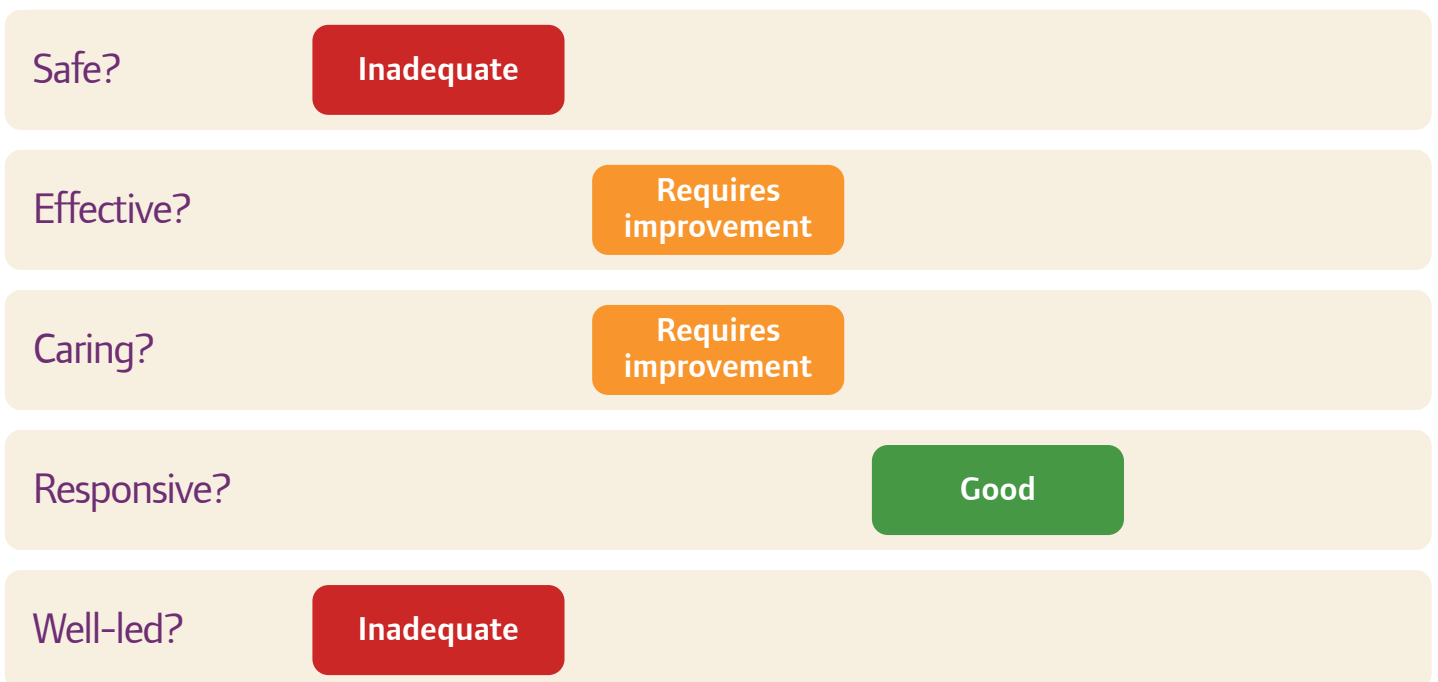 Safe?
Inadequate
Effective?
Requires
improvement
Caring?
Requires
improvement
Responsive?
Good
Well-led?
Inadequate